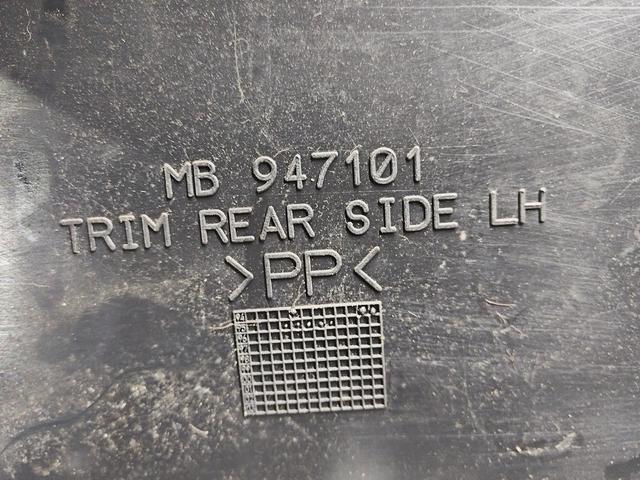 MB 947101
TRIM REAR SIDE LH
>PP<